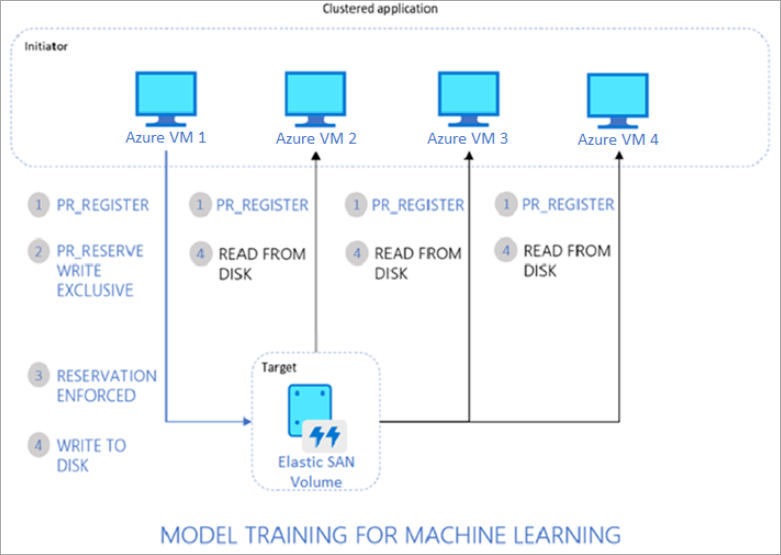 Clustered application
Initiator
Azure VM 1
Azure VM 2
Azure VM 3
Azure VM 4
1 PR_REGISTER
2 PR_RESERVE
WRITE
EXCLUSIVE
3 RESERVATION
ENFORCED
4 WRITE TO
DISK
1 PR_REGISTER
4 READ FROM
DISK
1 PR_REGISTER
4 READ FROM
DISK
1 PR_REGISTER
4 READ FROM
DISK
Target
Elastic SAN
Volume
MODEL TRAINING FOR MACHINE LEARNING